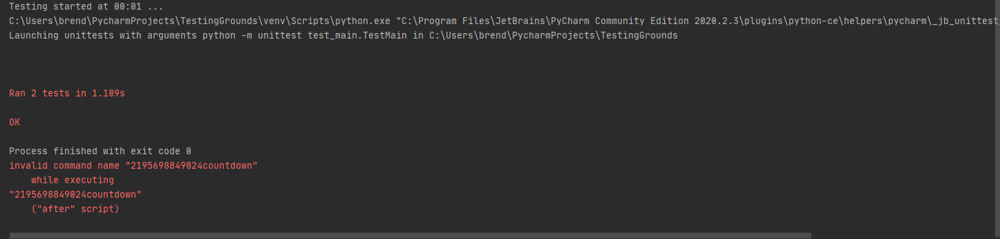 Testing started at 00:01 ...
C:\Users\brend\PycharmProjects\TestingGrounds\venv\Scripts\python.exe "C:\Program Files\JetBrains\PyCharm Community Edition 2020.2.3\plugins\python-ce\helpers\pycharm\_jb_unittest_
Launching unittests with arguments python -m unittest test_main.TestMain in C:\Users\brend\PycharmProjects\TestingGrounds
Ran 2 tests in 1.109s
OK
Process finished with exit code 0
invalid command name "2195698849024countdown"
while executing
"2195698849024countdown"
("after" script)